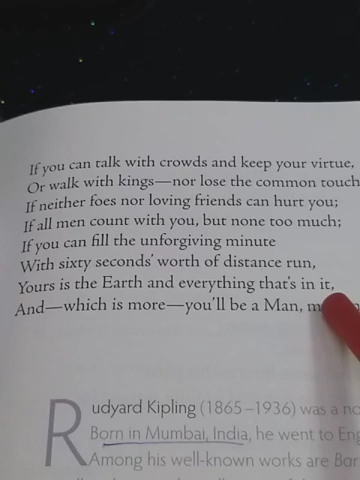 If you can talk with crowds and keep your virtue,
Or walk with kings—nor lose the common touch
If neither foes nor loving friends can hurt you;
If all men count with you, but none too much;
If you can fill the unforgiving minute
With sixty seconds' worth of distance run,
Yours is the Earth and everything that's in it,
And—which is more—you'll be a Man,
Rudyard Kipling (1865–1936) was a
Born in Mumbai, India, he went to
Among his well-known works are